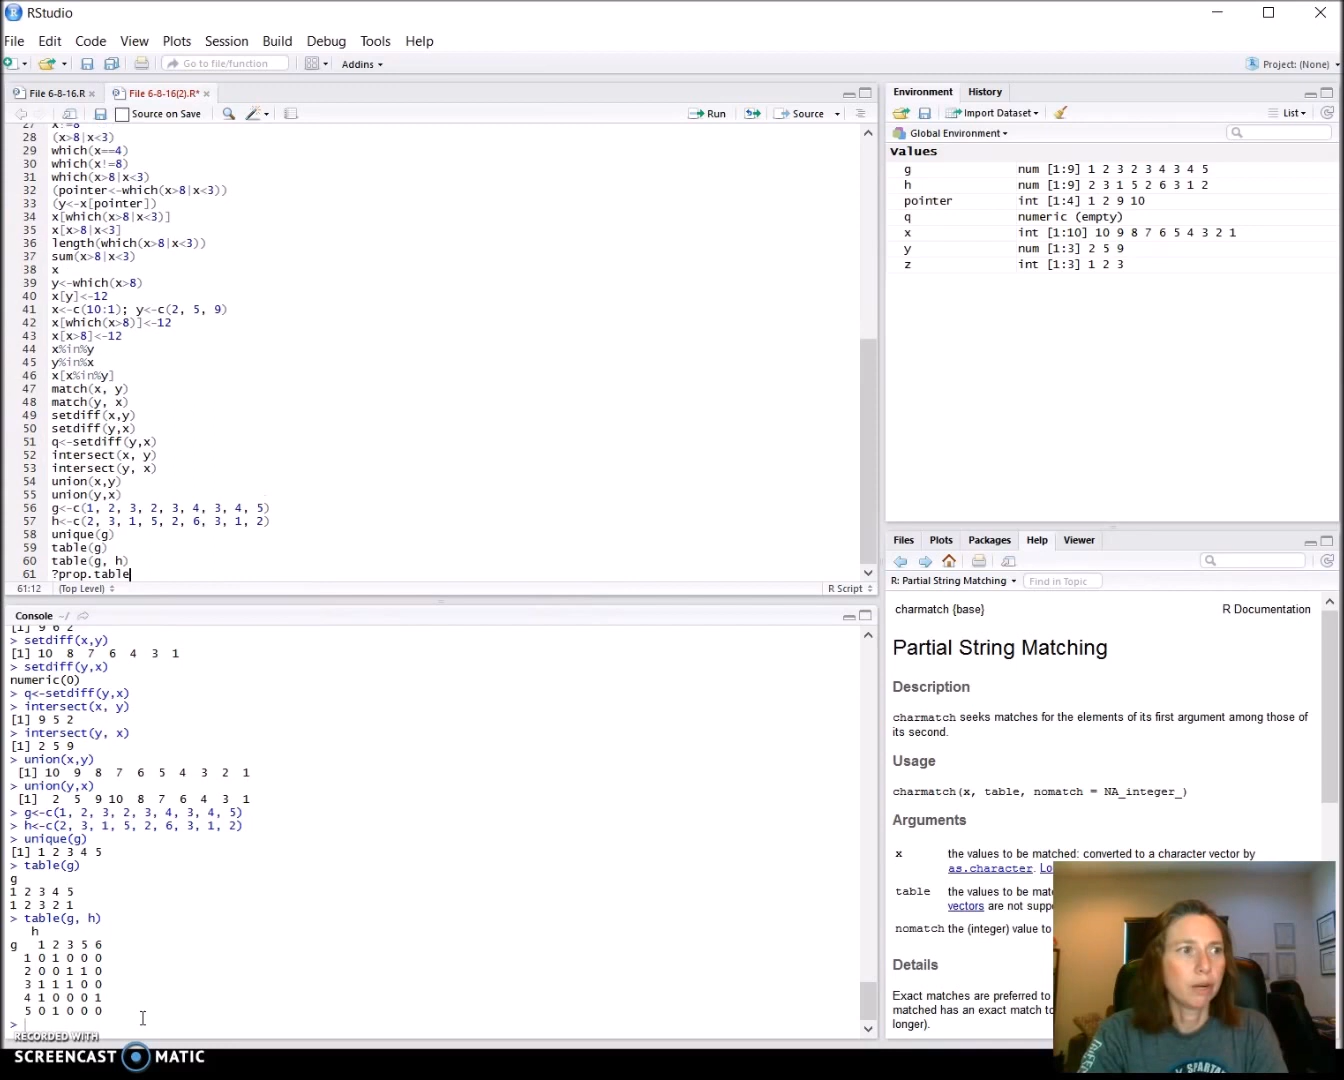 RStudio
File Edit Code View Plots Session Build Debug Tools Help
Go to file/function Addins Project: (None)
File 6-8-16.R × File 6-8-16(2).R* ×
Source on Save Run Source
27 x!=8
28 (x>8|x<3)
29 which(x==4)
30 which(x!=8)
31 which(x>8|x<3)
32 (pointer<-which(x>8|x<3))
33 (y<-x[pointer])
34 x[which(x>8|x<3)]
35 x[x>8|x<3]
36 length(which(x>8|x<3))
37 sum(x>8|x<3)
38 x
39 y<-which(x>8)
40 x[y]<-12
41 x<-c(10:1); y<-c(2, 5, 9)
42 x[which(x>8)]<-12
43 x[x>8]<-12
44 x%in%y
45 y%in%x
46 x[x%in%y]
47 match(x, y)
48 match(y, x)
49 setdiff(x,y)
50 setdiff(y,x)
51 q<-setdiff(y,x)
52 intersect(x, y)
53 intersect(y, x)
54 union(x,y)
55 union(y,x)
56 g<-c(1, 2, 3, 2, 3, 4, 3, 4, 5)
57 h<-c(2, 3, 1, 5, 2, 6, 3, 1, 2)
58 unique(g)
59 table(g)
60 table(g, h)
61 ?prop.table
61:12 (Top Level) R Script
Console ~/
[1] 9 6 2
> setdiff(x,y)
[1] 10 8 7 6 4 3 1
> setdiff(y,x)
numeric(0)
> q<-setdiff(y,x)
> intersect(x, y)
[1] 9 5 2
> intersect(y, x)
[1] 2 5 9
> union(x,y)
[1] 10 9 8 7 6 5 4 3 2 1
> union(y,x)
[1] 2 5 9 10 8 7 6 4 3 1
> g<-c(1, 2, 3, 2, 3, 4, 3, 4, 5)
> h<-c(2, 3, 1, 5, 2, 6, 3, 1, 2)
> unique(g)
[1] 1 2 3 4 5
> table(g)
g
1 2 3 4 5
1 2 3 2 1
> table(g, h)
h
g 1 2 3 5 6
1 0 1 0 0 0
2 0 0 1 1 0
3 1 1 1 0 0
4 1 0 0 0 1
5 0 1 0 0 0
>
RECORDED WITH
SCREENCAST MATIC
Environment History
Import Dataset List
Global Environment
Values
g num [1:9] 1 2 3 2 3 4 3 4 5
h num [1:9] 2 3 1 5 2 6 3 1 2
pointer int [1:4] 1 2 9 10
q numeric (empty)
x int [1:10] 10 9 8 7 6 5 4 3 2 1
y num [1:3] 2 5 9
z int [1:3] 1 2 3
Files Plots Packages Help Viewer
R: Partial String Matching Find in Topic
charmatch {base} R Documentation
Partial String Matching
Description
charmatch seeks matches for the elements of its first argument among those of
its second.
Usage
charmatch(x, table, nomatch = NA_integer_)
Arguments
x the values to be matched: converted to a character vector by
as.character. Lo
table the values to be mat
vectors are not supp
nomatch the (integer) value to
Details
Exact matches are preferred to
matched has an exact match to
longer).
SPARTAN